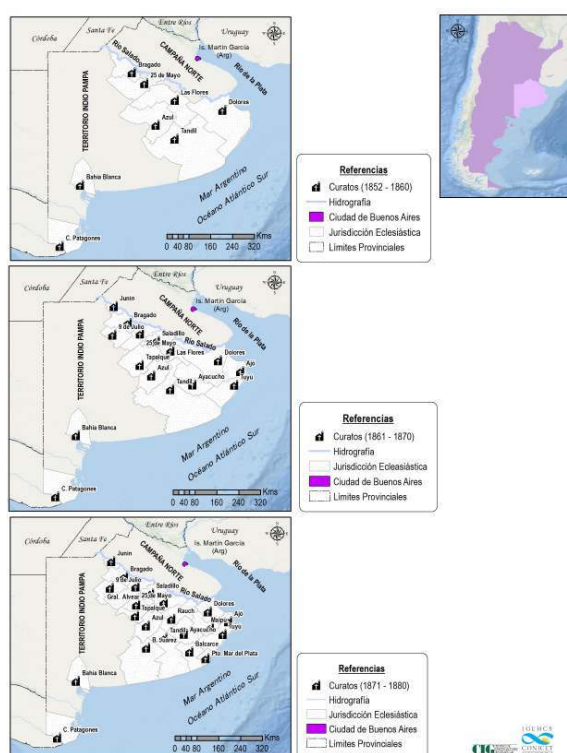 Entre Ríos
Santa Fe
Córdoba
Uruguay
Is. Martín García
(Arg)
CAMPAÑA NORTE
Río Salado
Río de la Plata
Bragado
25 de Mayo
Las Flores
Dolores
Azul
Tandil
TERRITORIO INDIO PAMPA
Bahía Blanca
C. Patagones
Mar Argentino
Océano Atlántico Sur
Kms
0 40 80 160 240 320
Referencias
Curatos (1852 - 1860)
Hidrografía
Ciudad de Buenos Aires
Jurisdicción Eclesiástica
Límites Provinciales
Entre Ríos
Santa Fe
Córdoba
Uruguay
Is. Martín García
(Arg)
CAMPAÑA NORTE
Río de la Plata
Junín
Bragado
9 de Julio
Saladillo
Río Salado
25 de Mayo
Las Flores
Dolores
Tapalqué
Ajó
Azul
Tuyú
Tandil
Ayacucho
TERRITORIO INDIO PAMPA
Bahía Blanca
C. Patagones
Mar Argentino
Océano Atlántico Sur
Kms
0 40 80 160 240 320
Referencias
Curatos (1861 - 1870)
Hidrografía
Jurisdicción Ecleasiástica
Ciudad de Buenos Aires
Límites Provinciales
Entre Ríos
Santa Fe
Córdoba
Uruguay
Is. Martín García
(Arg)
CAMPAÑA NORTE
Río de la Plata
Junín
9 de Julio
Saladillo
Gral. Alvear
25 de Mayo
Río Salado
Tapalqué
Dolores
Rauch
Maipú
Ajó
Azul
Tuyú
Tandil
Ayacucho
B. Juárez
Balcarce
Pto. Mar del Plata
TERRITORIO INDIO PAMPA
Bahía Blanca
C. Patagones
Mar Argentino
Océano Atlántico Sur
Kms
0 40 80 160 240 320
Referencias
Curatos (1871 - 1880)
Hidrografía
Jurisdicción Eclesiástica
Ciudad de Buenos Aires
Límites Provinciales
CIG
IGEHCS
CONICET